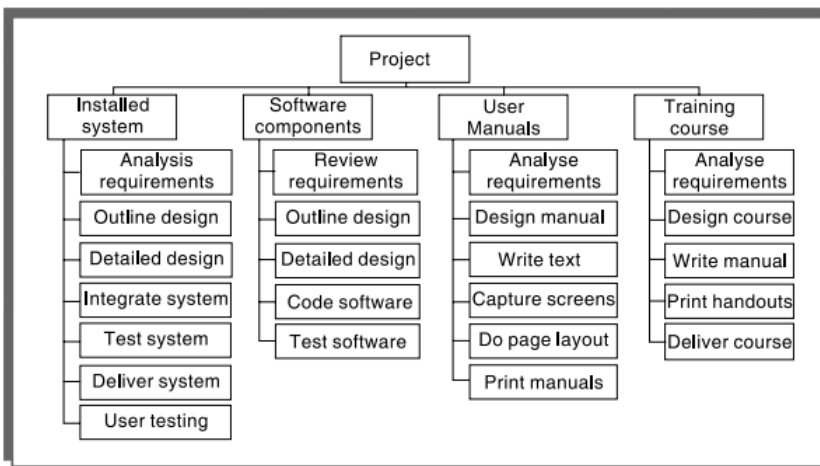 Project
Installed
system
Software
components
User
Manuals
Training
course
Analysis
requirements
Outline design
Detailed design
Integrate system
Test system
Deliver system
User testing
Review
requirements
Outline design
Detailed design
Code software
Test software
Analyse
requirements
Design manual
Write text
Capture screens
Do page layout
Print manuals
Analyse
requirements
Design course
Write manual
Print handouts
Deliver course